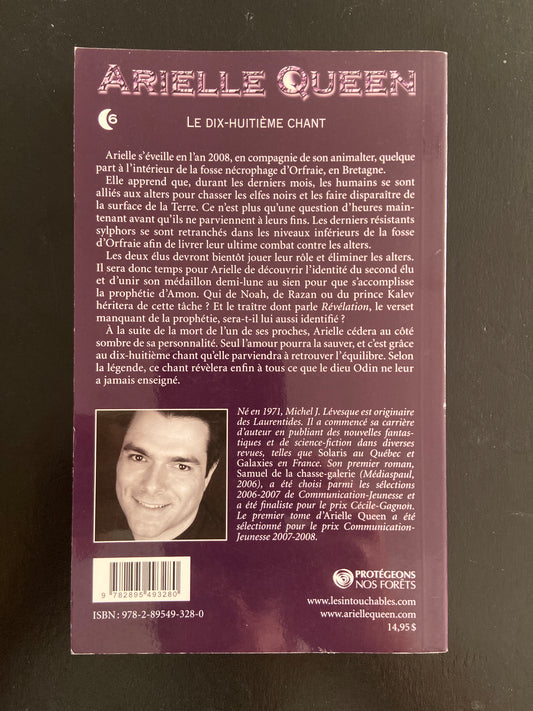 ARIELLE QUEEN
6
LE DIX-HUITIÈME CHANT
Arielle s'éveille en l'an 2008, en compagnie de son animalter, quelque
part à l'intérieur de la fosse nécrophage d'Orfraie, en Bretagne.
Elle apprend que, durant les derniers mois, les humains se sont
alliés aux alters pour chasser les elfes noirs et les faire disparaître de
la surface de la Terre. Ce n'est plus qu'une question d'heures main-
tenant avant qu'ils ne parviennent à leurs fins. Les derniers résistants
sylphors se sont retranchés dans les niveaux inférieurs de la fosse
d'Orfraie afin de livrer leur ultime combat contre les alters.
Les deux élus devront bientôt jouer leur rôle et éliminer les alters.
Il sera donc temps pour Arielle de découvrir l'identité du second élu
et d'unir son médaillon demi-lune au sien pour que s'accomplisse
la prophétie d'Amon. Qui de Noah, de Razan ou du prince Kalev
héritera de cette tâche ? Et le traître dont parle Révélation, le verset
manquant de la prophétie, sera-t-il lui aussi identifié ?
À la suite de la mort de l'un de ses proches, Arielle cédera au côté
sombre de sa personnalité. Seul l'amour pourra la sauver, et c'est grâce
au dix-huitième chant qu'elle parviendra à retrouver l'équilibre. Selon
la légende, ce chant révèlera enfin à tous ce que le dieu Odin ne leur
a jamais enseigné.
Né en 1971, Michel J. Lévesque est originaire
des Laurentides. Il a commencé sa carrière
d'auteur en publiant des nouvelles fantas-
tiques et de science-fiction dans diverses
revues, telles que Solaris au Québec et
Galaxies en France. Son premier roman,
Samuel de la chasse-galerie (Médiaspaul,
2006), a été choisi parmi les sélections
2006-2007 de Communication-Jeunesse et
a été finaliste pour le prix Cécile-Gagnon.
Le premier tome d'Arielle Queen a été
sélectionné pour le prix Communication-
Jeunesse 2007-2008.
9 782895 493280
ISBN : 978-2-89549-328-0
PROTÉGEONS
NOS FORÊTS
www.lesintouchables.com
www.ariellequeen.com
14,95 $